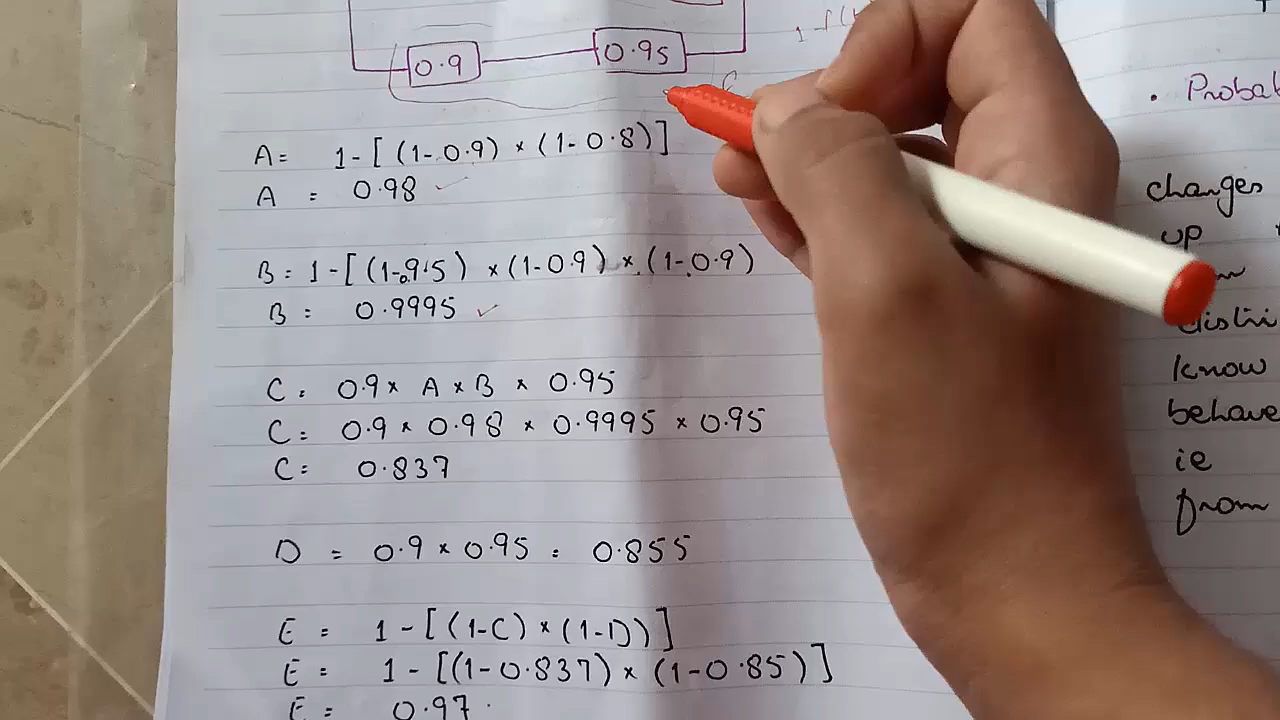 0.9 0.95
A = 1 - [ (1 - 0.9) × (1 - 0.8) ]
A = 0.98
B = 1 - [ (1 - 0.95) × (1 - 0.9) × (1 - 0.9)
B = 0.9995
C = 0.9 × A × B × 0.95
C = 0.9 × 0.98 × 0.9995 × 0.95
C = 0.837
D = 0.9 × 0.95 = 0.855
E = 1 - [ (1 - C) × (1 - D) ]
E = 1 - [(1 - 0.837) × (1 - 0.85) ]
E = 0.97
. Probab
changes
up
distri
know
behave
ie
from